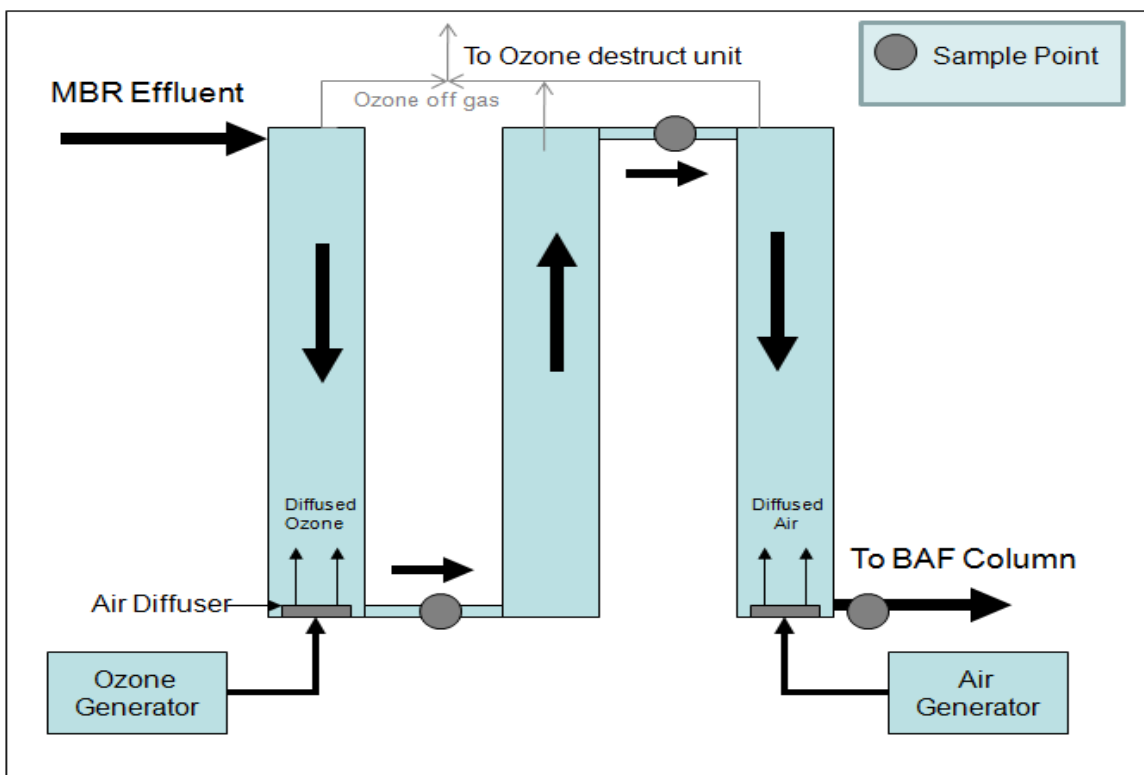 To Ozone destruct unit
Sample Point
MBR Effluent
Ozone off gas
Diffused
Ozone
Diffused
Air
To BAF Column
Air Diffuser
Ozone
Generator
Air
Generator